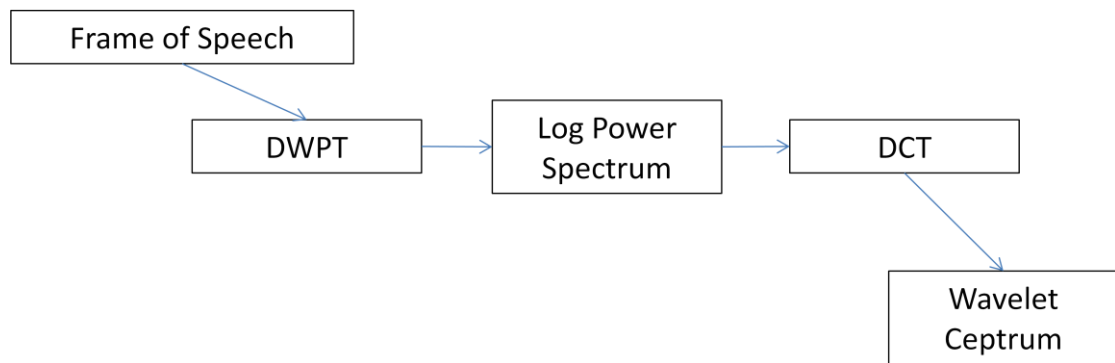 Frame of Speech
DWPT
Log Power
Spectrum
DCT
Wavelet
Ceptrum